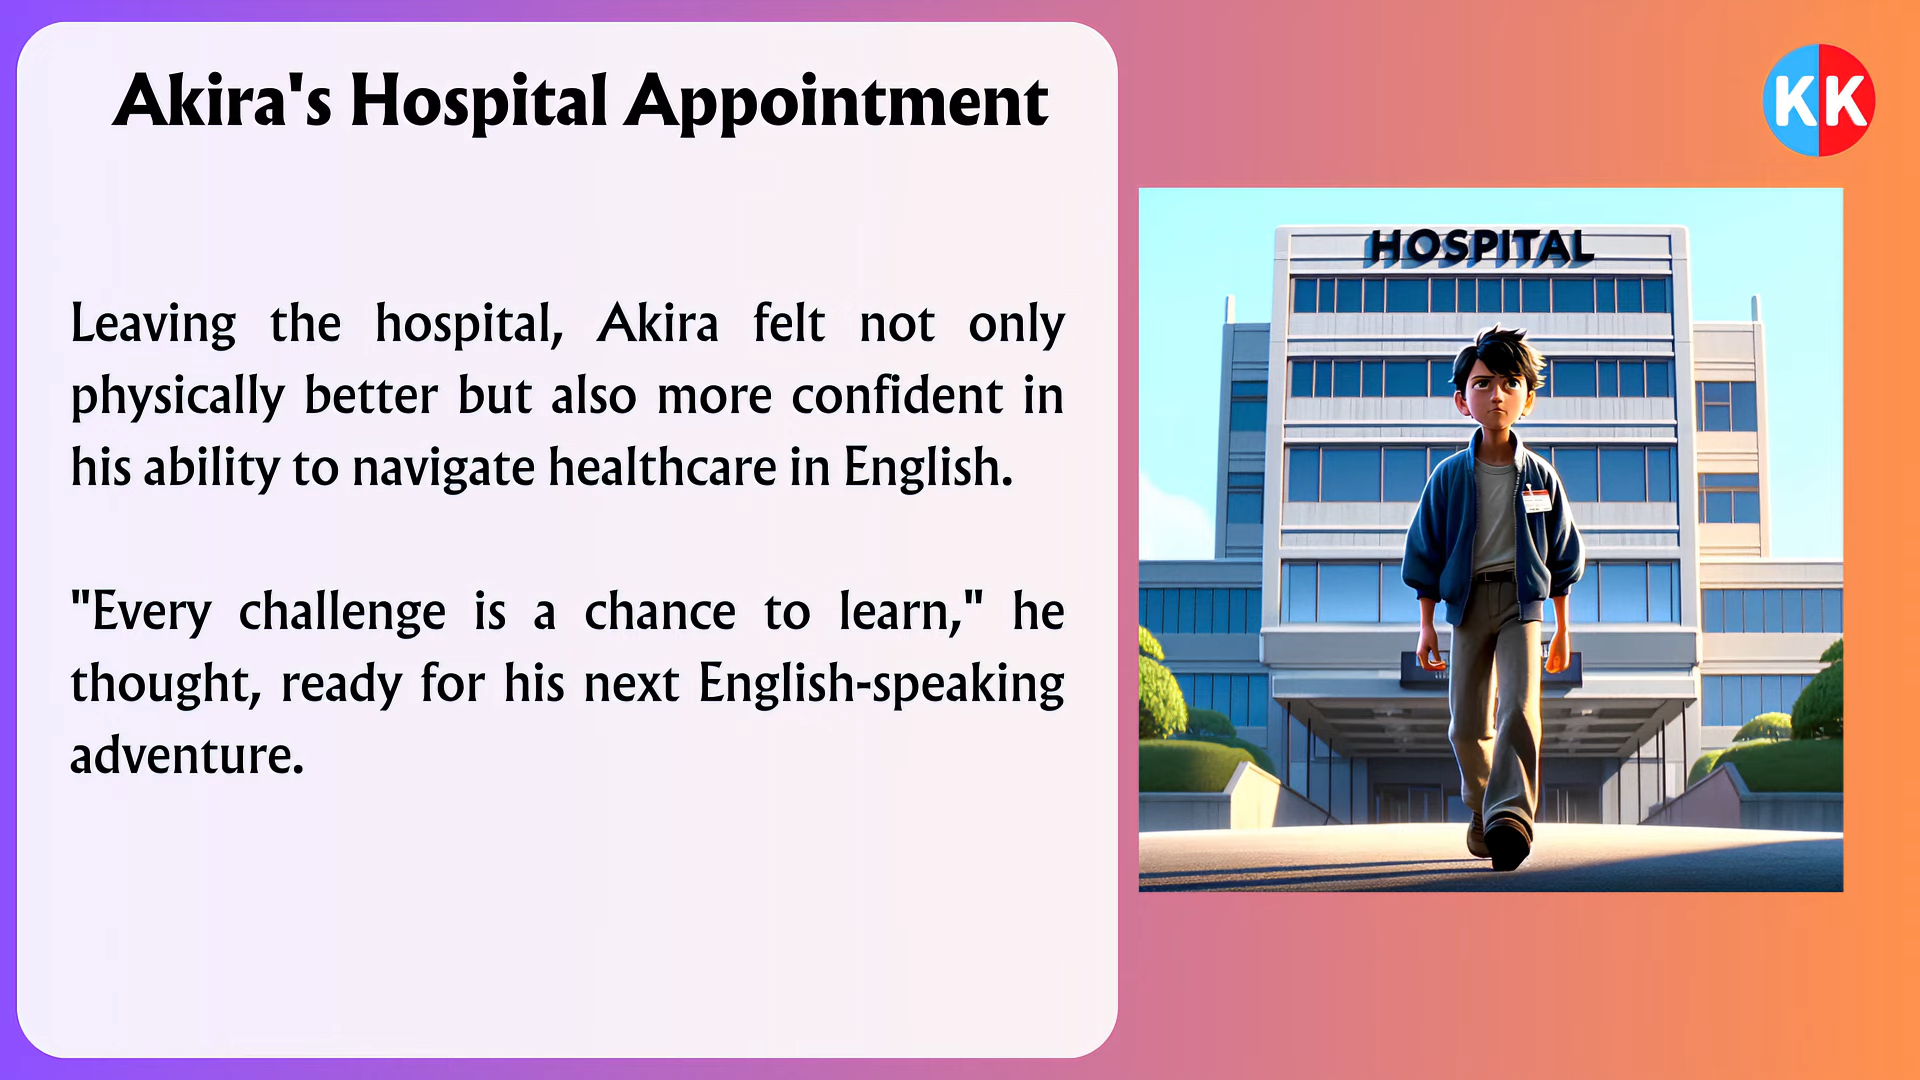 Akira's Hospital Appointment
Leaving the hospital, Akira felt not only
physically better but also more confident in
his ability to navigate healthcare in English.
"Every challenge is a chance to learn," he
thought, ready for his next English-speaking
adventure.
KK
HOSPITAL